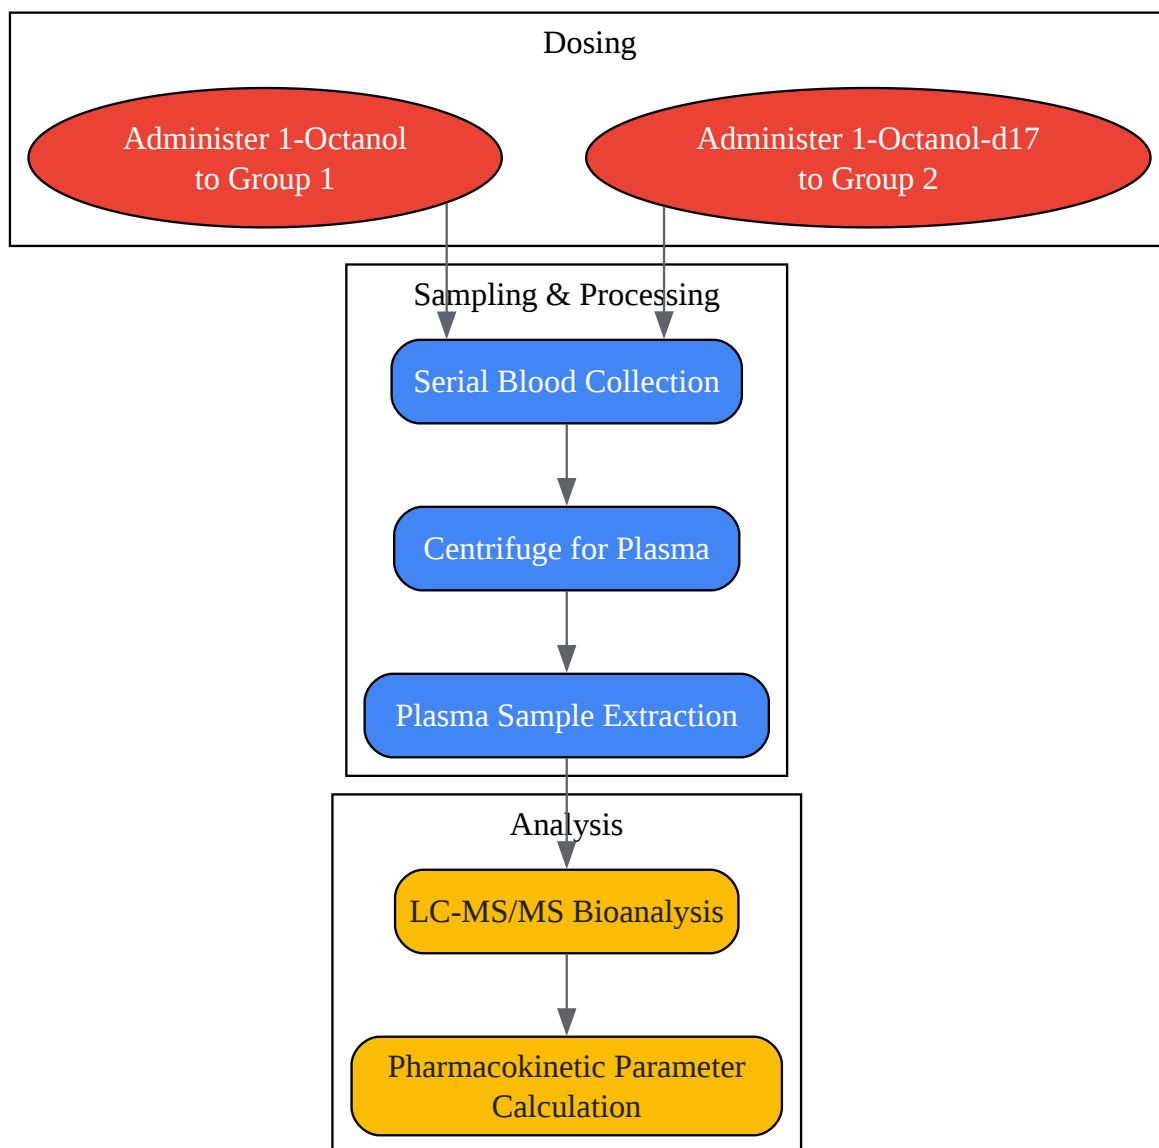 Dosing
Administer 1-Octanol
to Group 1
Administer 1-Octanol-d17
to Group 2
Sampling & Processing
Serial Blood Collection
Centrifuge for Plasma
Plasma Sample Extraction
Analysis
LC-MS/MS Bioanalysis
Pharmacokinetic Parameter
Calculation